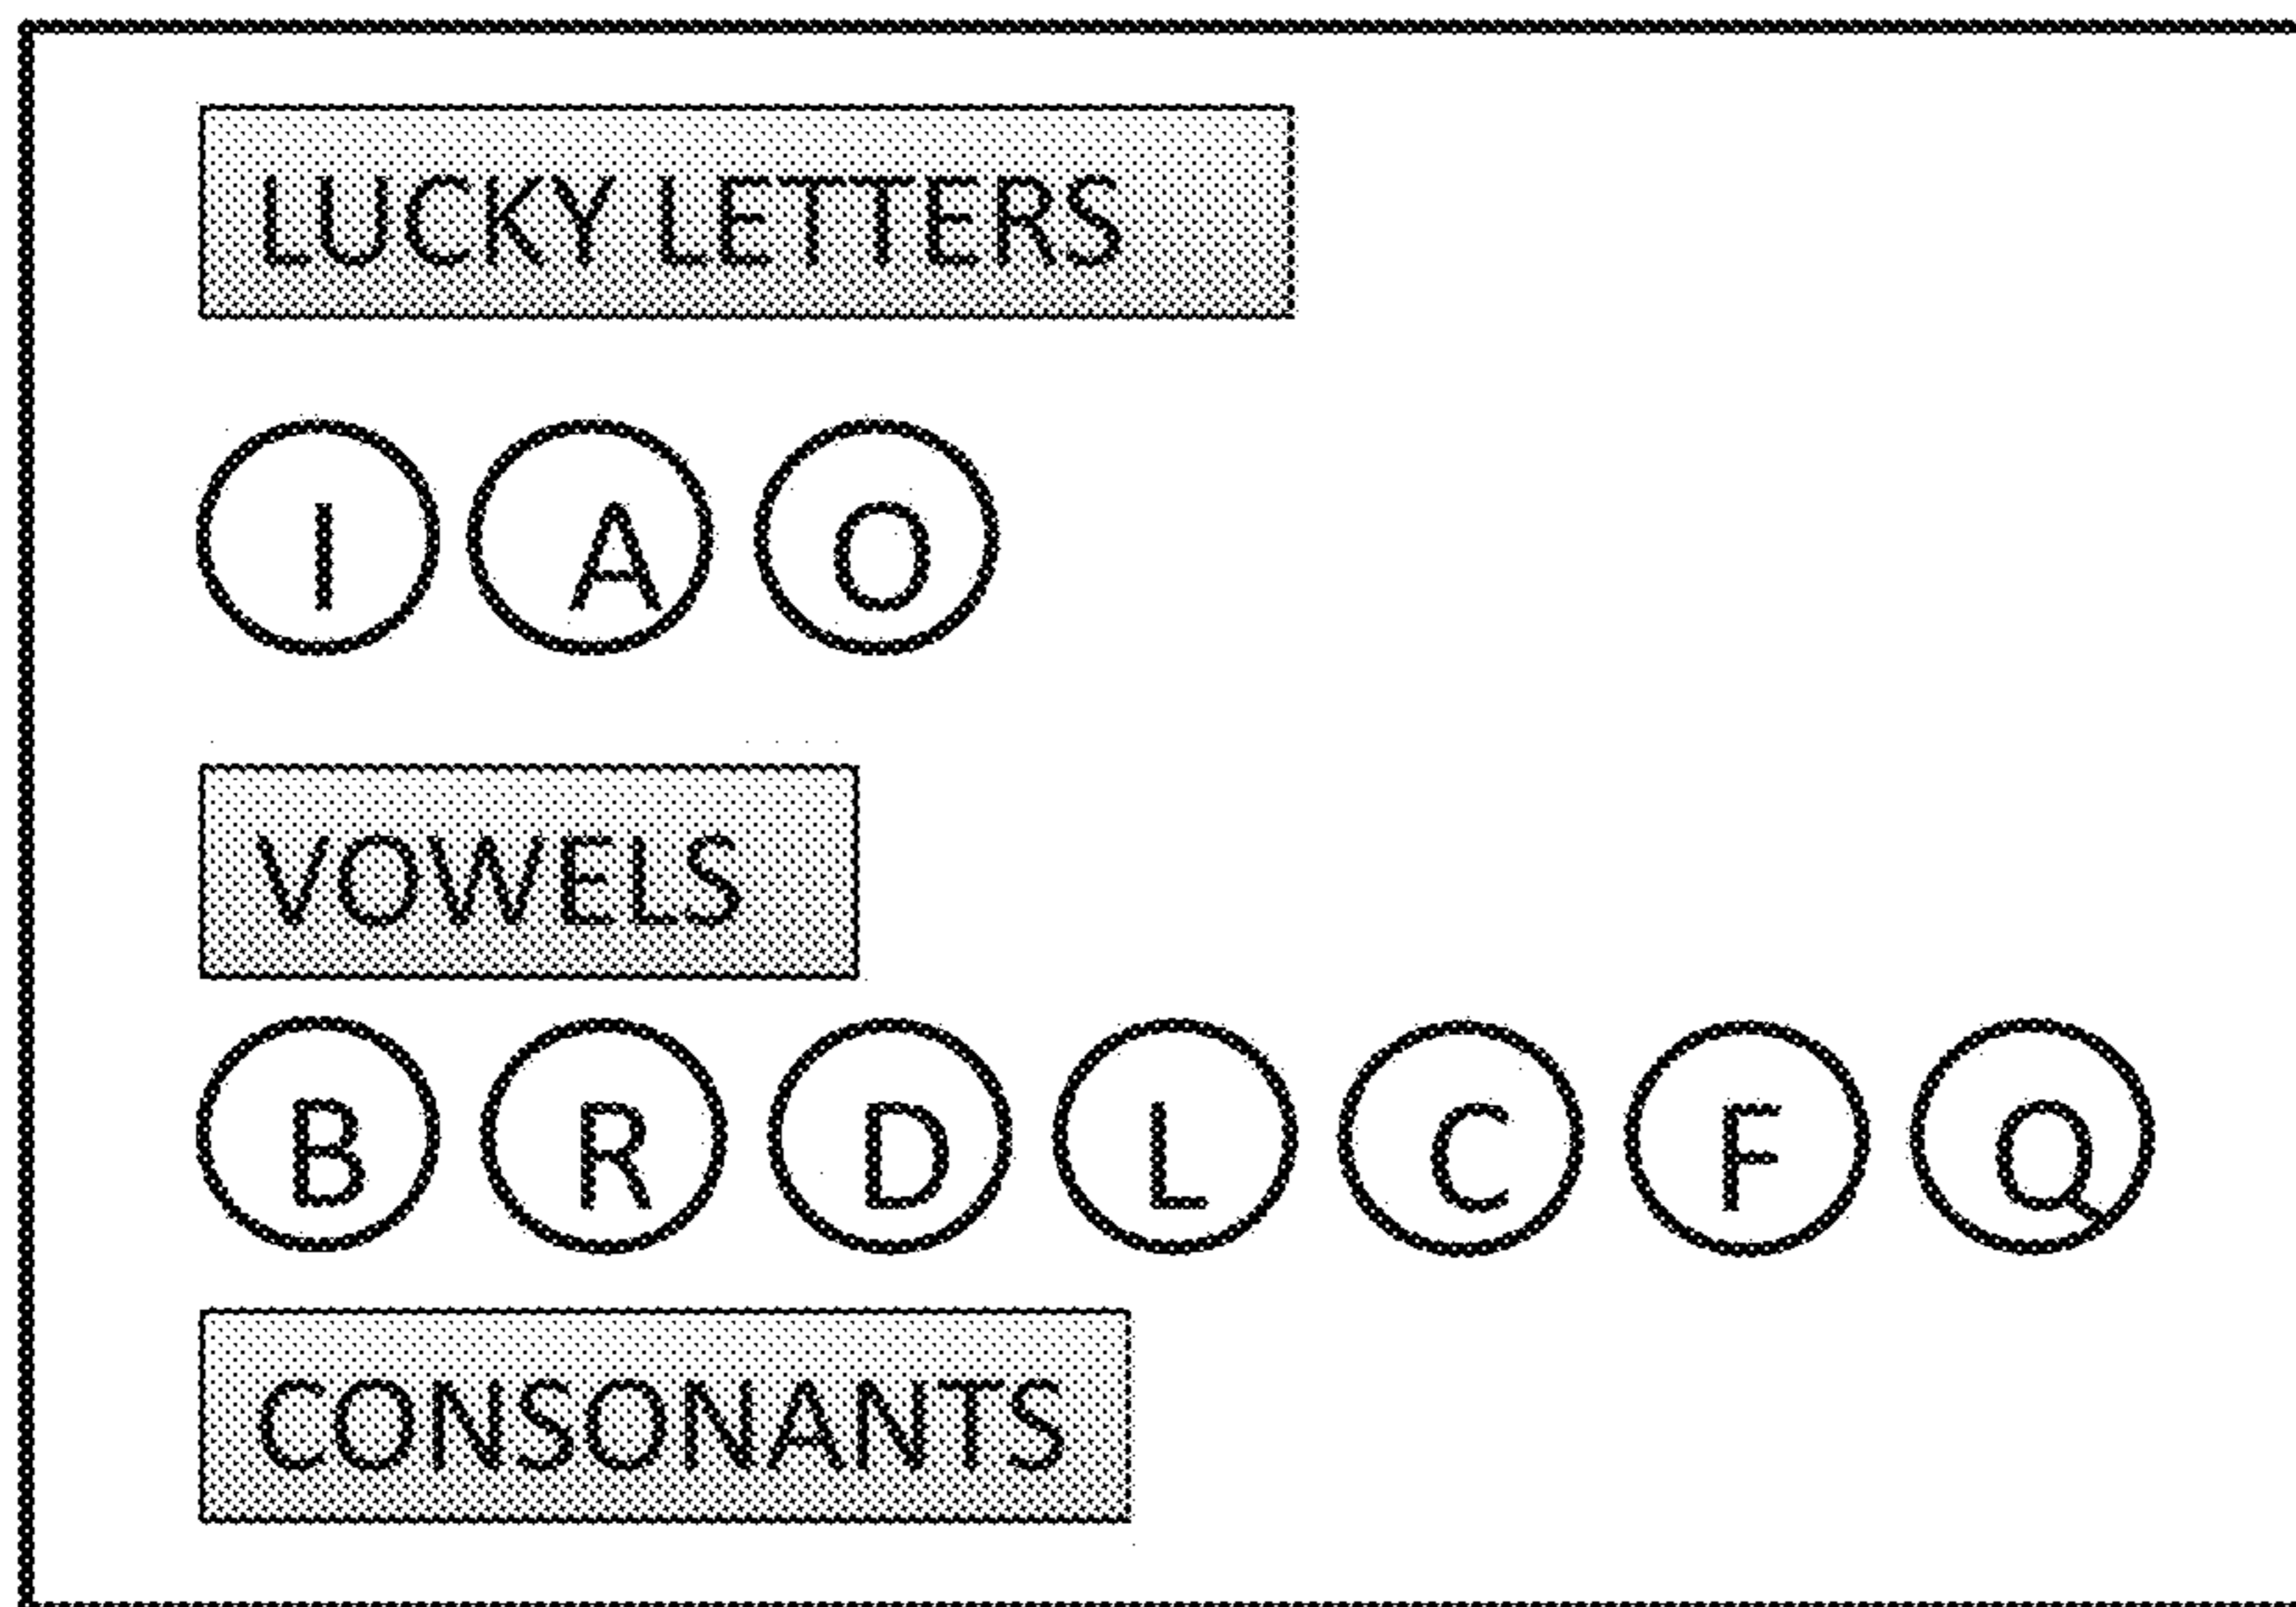 LUCKY LETTERS
I A O
VOWELS
B R D L C F Q
CONSONANTS